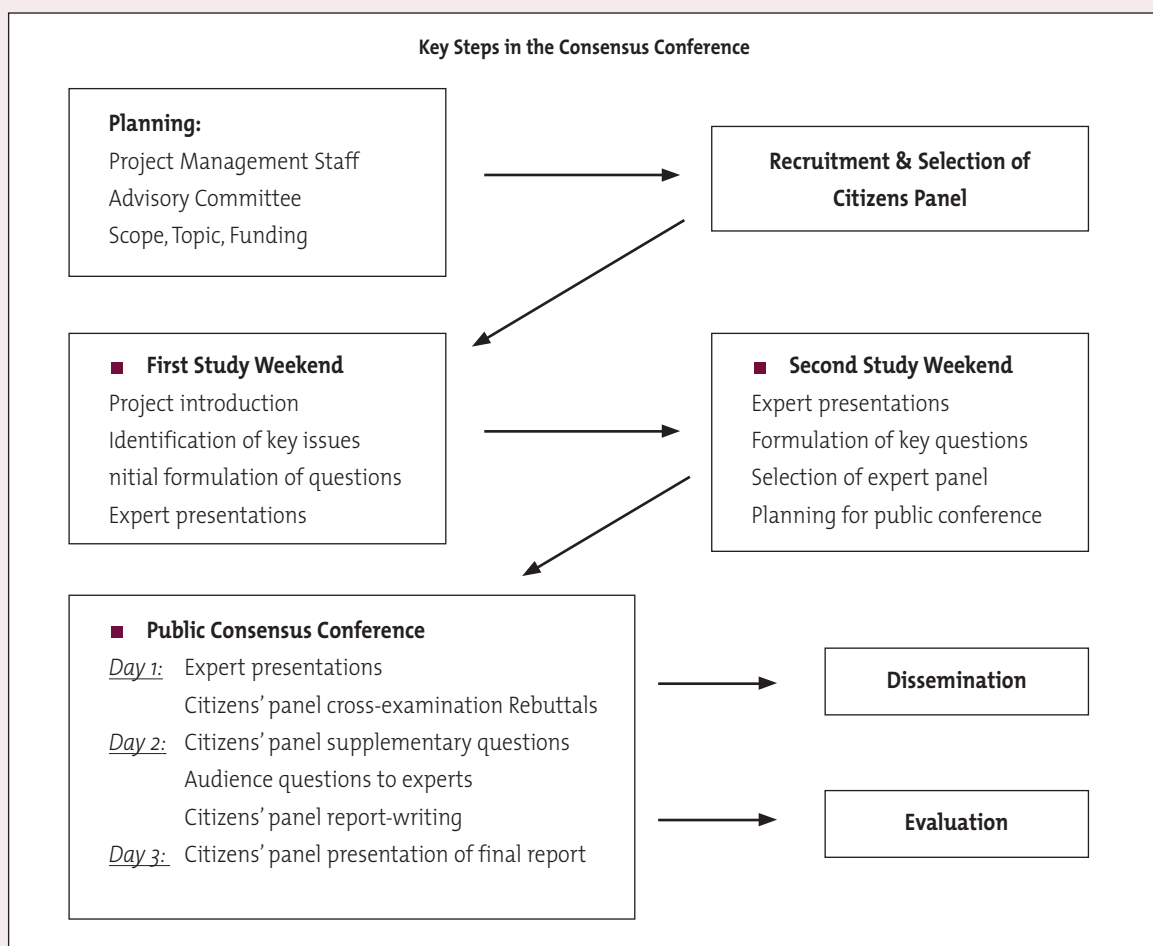 Key Steps in the Consensus Conference
Planning:
Project Management Staff
Advisory Committee
Scope, Topic, Funding
Recruitment & Selection of
Citizens Panel
First Study Weekend
Project introduction
Identification of key issues
nitial formulation of questions
Expert presentations
Second Study Weekend
Expert presentations
Formulation of key questions
Selection of expert panel
Planning for public conference
Public Consensus Conference
Day 1: Expert presentations
Citizens’ panel cross-examination Rebuttals
Day 2: Citizens’ panel supplementary questions
Audience questions to experts
Citizens’ panel report-writing
Day 3: Citizens’ panel presentation of final report
Dissemination
Evaluation